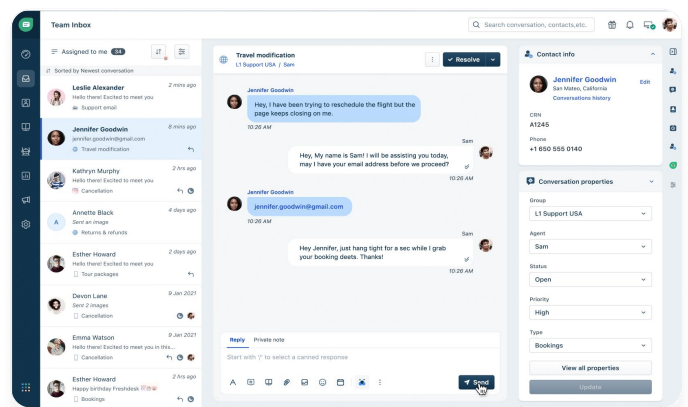 Team Inbox
Search conversation, contacts,etc.
Assigned to me 34
Sorted by Newest conversation
Leslie Alexander
2 mins ago
Hello there! Excited to meet you
Support email
Jennifer Goodwin
8 mins ago
jennifer.goodwin@gmail.com
Travel modification
Kathryn Murphy
2 hrs ago
Hello there! Excited to meet you
Cancellation
A
Annette Black
4 days ago
Sent an image
Returns & refunds
Esther Howard
2 days ago
Hello there! Excited to meet you
Tour packages
Devon Lane
9 Jan 2021
Sent 2 images
Cancellation
Emma Watson
9 Jan 2021
Hello there! Excited to meet you in this...
Cancellation
Esther Howard
2 hrs ago
Happy birthday Freshdesk
Bookings
Travel modification
L1 Support USA / Sam
Resolve
Jennifer Goodwin
Hey, I have been trying to reschedule the flight but the
page keeps closing on me.
10:26 AM
Sam
Hey, My name is Sam! I will be assisting you today,
may I have your email address before we proceed?
10:26 AM
Jennifer Goodwin
jennifer.goodwin@gmail.com
10:26 AM
Sam
Hey Jennifer, just hang tight for a sec while I grab
your booking deets. Thanks!
10:26 AM
Reply Private note
Start with '/' to select a canned response
Send
Contact info
Jennifer Goodwin
Edit
San Mateo, California
Conversations history
CRN
A1245
Phone
+1 650 555 0140
Conversation properties
Group
L1 Support USA
Agent
Sam
Status
Open
Priority
High
Type
Bookings
View all properties
Update